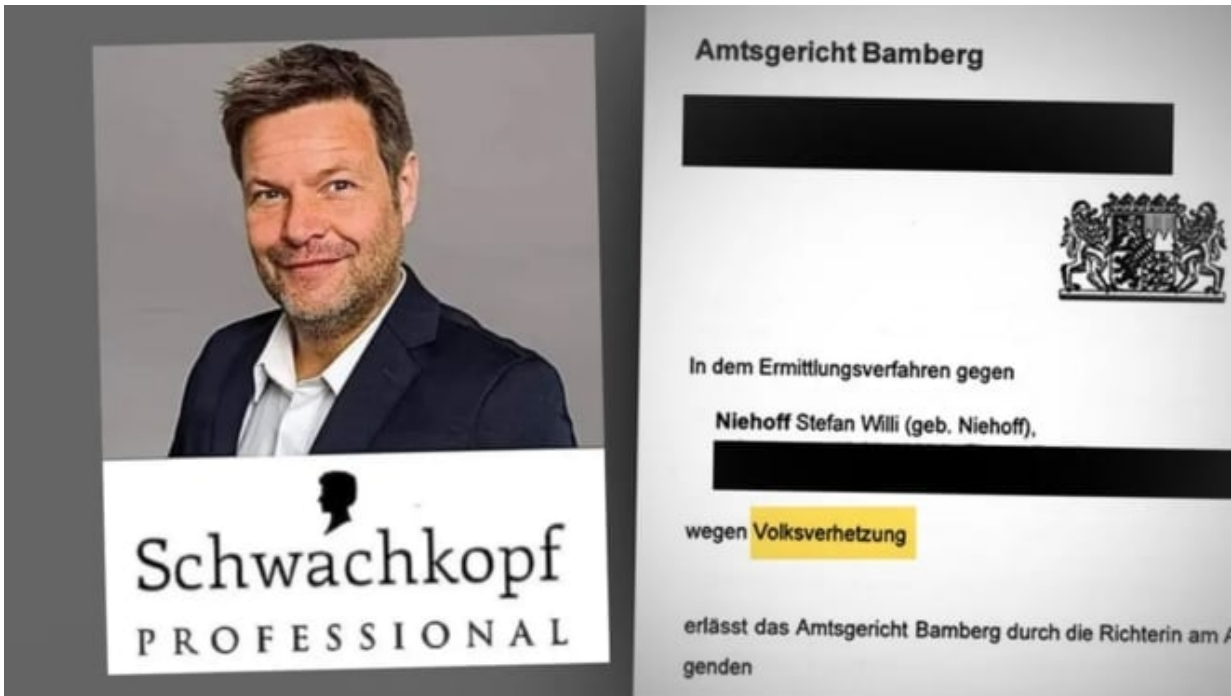 Schwachkopf
PROFESSIONAL
Amtsgericht Bamberg
In dem Ermittlungsverfahren gegen
Niehoff Stefan Willi (geb. Niehoff),
wegen Volksverhetzung
erlässt das Amtsgericht Bamberg durch die Richterin am A
genden